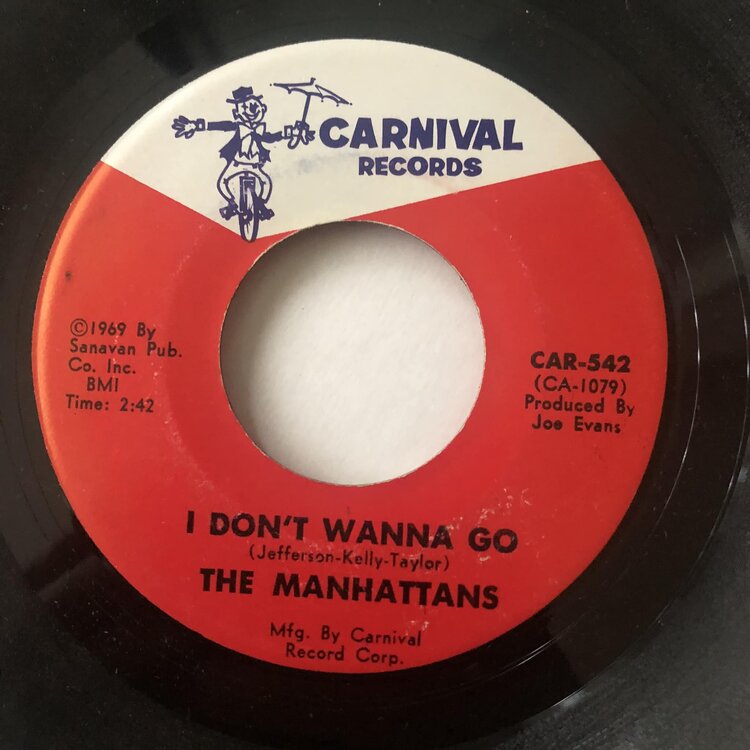 CARNIVAL
RECORDS
©1969 By
Sanavan Pub.
Co. Inc.
BMI
Time: 2:42
CAR-542
(CA-1079)
Produced By
Joe Evans
I DON'T WANNA GO
(Jefferson-Kelly-Taylor)
THE MANHATTANS
Mfg. By Carnival
Record Corp.